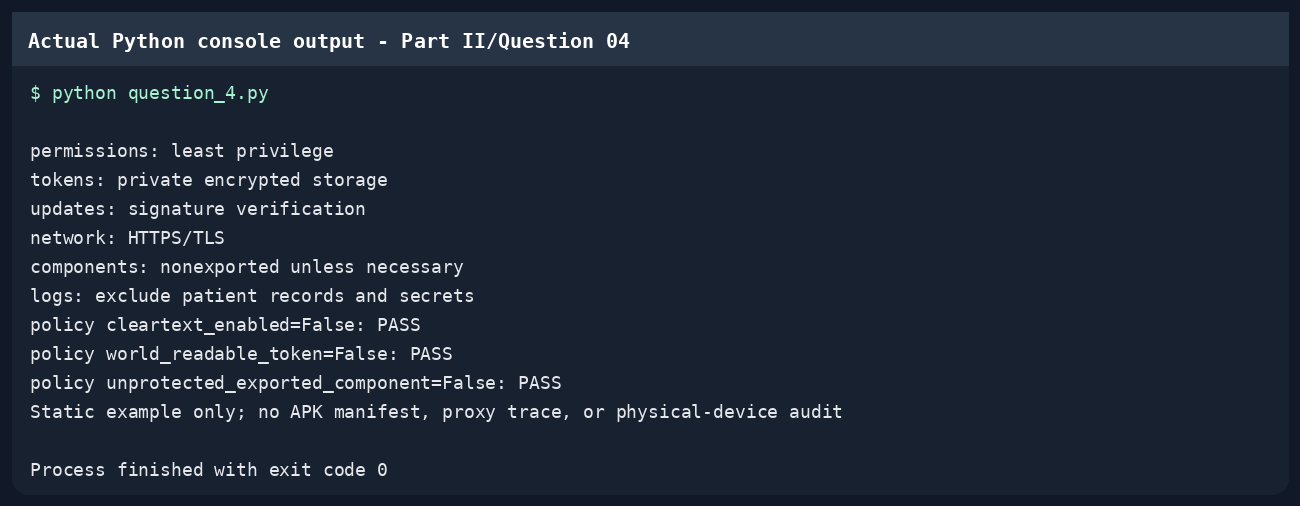 Actual Python console output - Part II/Question 04
$ python question_4.py
permissions: least privilege
tokens: private encrypted storage
updates: signature verification
network: HTTPS/TLS
components: nonexported unless necessary
logs: exclude patient records and secrets
policy cleartext_enabled=False: PASS
policy world_readable_token=False: PASS
policy unprotected_exported_component=False: PASS
Static example only; no APK manifest, proxy trace, or physical-device audit
Process finished with exit code 0